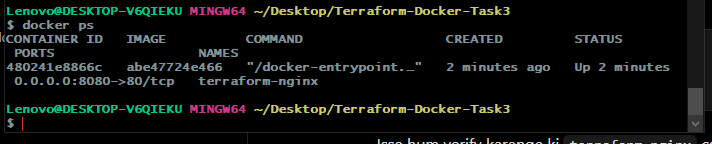 Lenovo@DESKTOP-V6QIEKU MINGW64 ~/Desktop/Terraform-Docker-Task3
$ docker ps
CONTAINER ID   IMAGE          COMMAND                  CREATED         STATUS
  PORTS                  NAMES
480241e8866c   abe47724e466   "/docker-entrypoint.…"   2 minutes ago   Up 2 minutes
  0.0.0.0:8080->80/tcp   terraform-nginx
Lenovo@DESKTOP-V6QIEKU MINGW64 ~/Desktop/Terraform-Docker-Task3
$
Isse hum verify karenge ki terraform-nginx